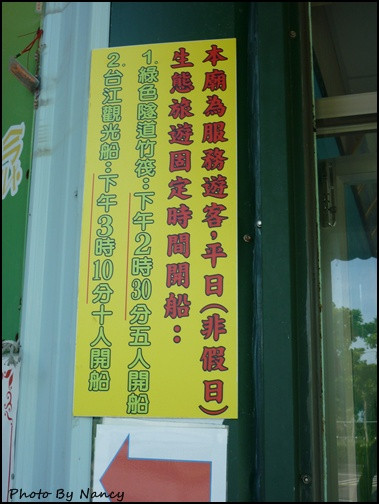 本廟為服務遊客，平日(非假日)
生態旅遊固定時間開船：
1. 綠色隧道竹筏：下午2時30分五人開船
2. 台江觀光船：下午3時10分十人開船
Photo By Nancy